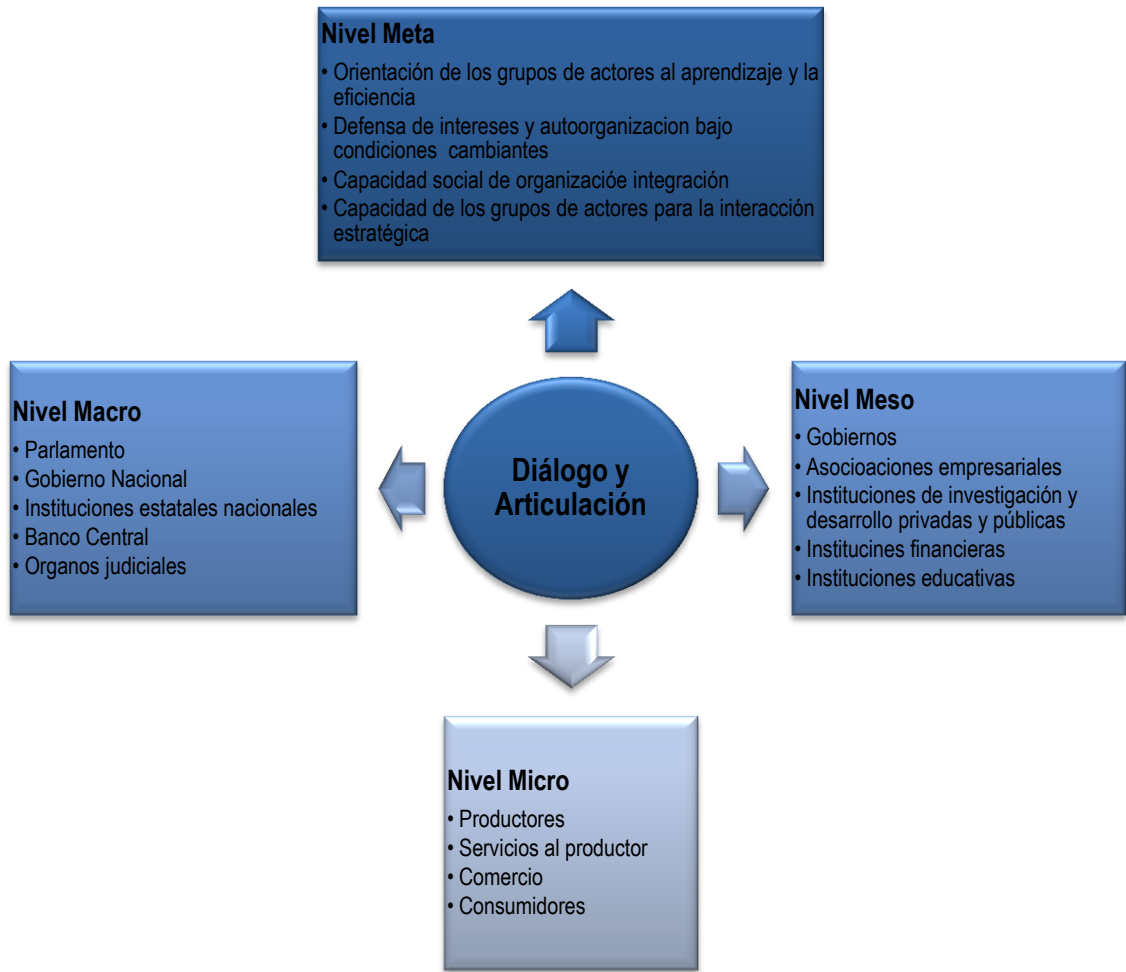 Nivel Meta
• Orientación de los grupos de actores al aprendizaje y la
eficiencia
• Defensa de intereses y autoorganizacion bajo
condiciones cambiantes
• Capacidad social de organizacióe integración
• Capacidad de los grupos de actores para la interacción
estratégica
Nivel Macro
• Parlamento
• Gobierno Nacional
• Instituciones estatales nacionales
• Banco Central
• Organos judiciales
Diálogo y
Articulación
Nivel Meso
• Gobiernos
• Asocioaciones empresariales
• Instituciones de investigación y
desarrollo privadas y públicas
• Institucines financieras
• Instituciones educativas
Nivel Micro
• Productores
• Servicios al productor
• Comercio
• Consumidores